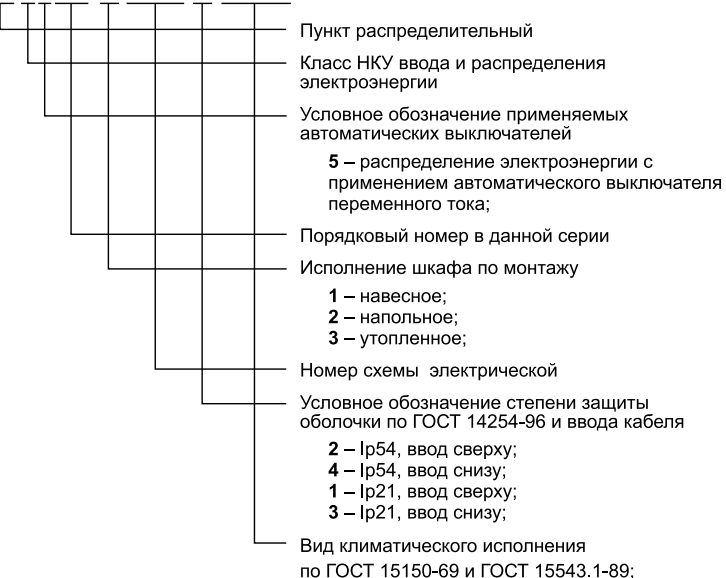 Пункт распределительный
Класс НКУ ввода и распределения
электроэнергии
Условное обозначение применяемых
автоматических выключателей
5 – распределение электроэнергии с
применением автоматического выключателя
переменного тока;
Порядковый номер в данной серии
Исполнение шкафа по монтажу
1 – навесное;
2 – напольное;
3 – утопленное;
Номер схемы электрической
Условное обозначение степени защиты
оболочки по ГОСТ 14254-96 и ввода кабеля
2 – Ip54, ввод сверху;
4 – Ip54, ввод снизу;
1 – Ip21, ввод сверху;
3 – Ip21, ввод снизу;
Вид климатического исполнения
по ГОСТ 15150-69 и ГОСТ 15543.1-89;